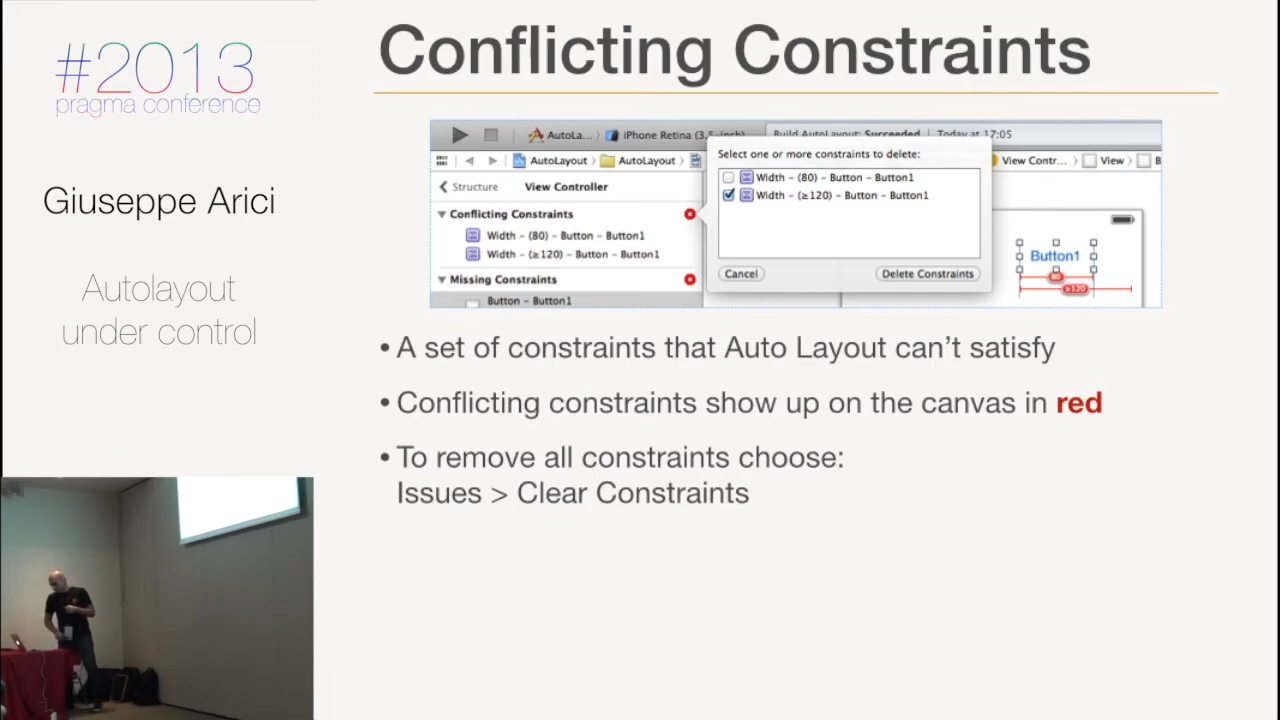 #2013
pragma conference
Giuseppe Arici
Autolayout
under control
Conflicting Constraints
AutoLa... iPhone Retina (3.5-inch) Build AutoLayout: Succeeded Today at 17:05
AutoLayout AutoLayout View Contr... View B
Structure View Controller
Conflicting Constraints
Width - (80) - Button - Button1
Width - (≥120) - Button - Button1
Missing Constraints
Button - Button1
Select one or more constraints to delete:
Width - (80) - Button - Button1
Width - (≥120) - Button - Button1
Cancel Delete Constraints
Button1
80
≥120
• A set of constraints that Auto Layout can't satisfy
• Conflicting constraints show up on the canvas in red
• To remove all constraints choose:
Issues > Clear Constraints